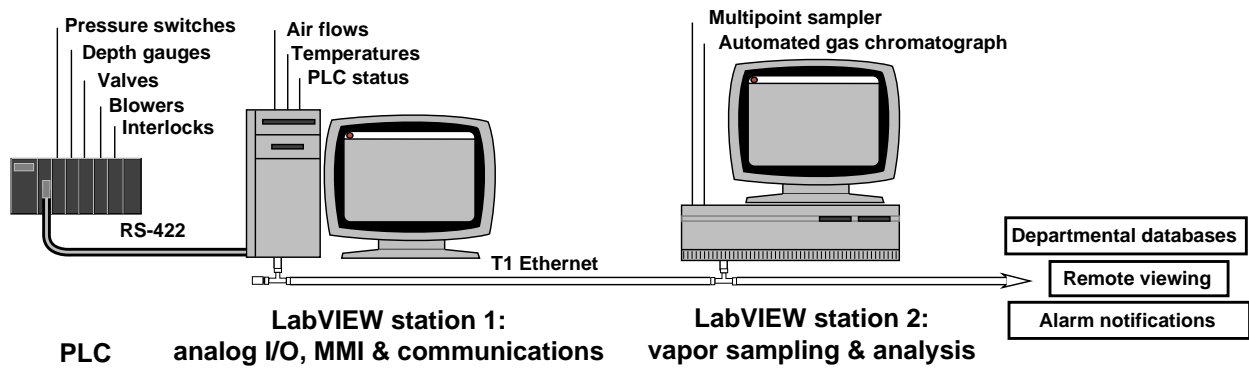 Pressure switches
Depth gauges
Valves
Blowers
Interlocks
Air flows
Temperatures
PLC status
Multipoint sampler
Automated gas chromatograph
RS-422
T1 Ethernet
Departmental databases
Remote viewing
Alarm notifications
PLC
LabVIEW station 1:
analog I/O, MMI & communications
LabVIEW station 2:
vapor sampling & analysis